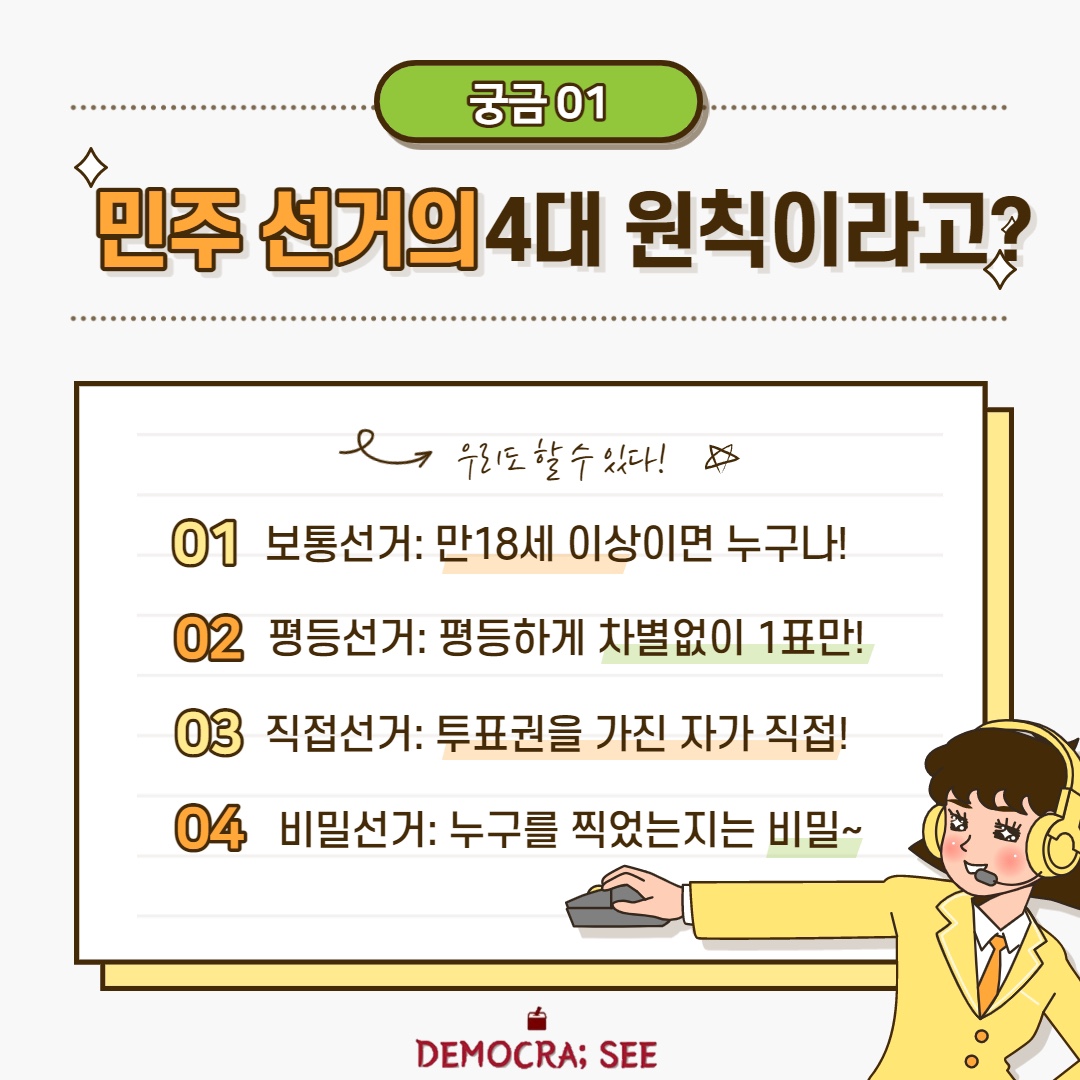 궁금 01
민주 선거의 4대 원칙이라고?
우리도 할 수 있다!
01 보통선거: 만18세 이상이면 누구나!
02 평등선거: 평등하게 차별없이 1표만!
03 직접선거: 투표권을 가진 자가 직접!
04 비밀선거: 누구를 찍었는지는 비밀~
DEMOCRA; SEE